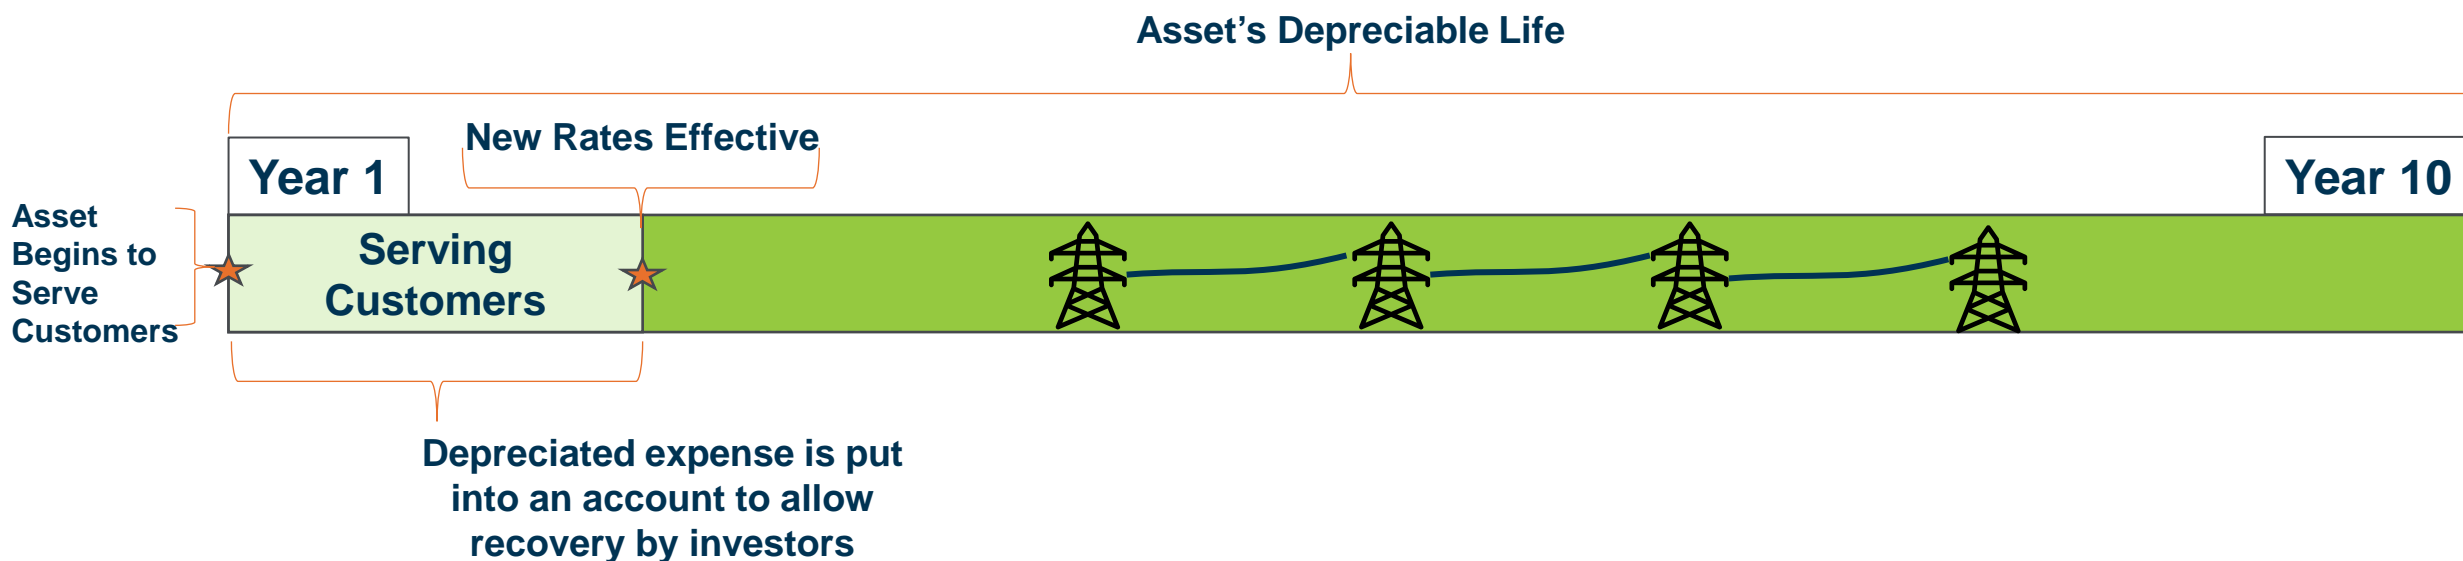 Asset’s Depreciable Life
New Rates Effective
Year 1
Year 10
Asset
Begins to
Serve
Customers
Serving
Customers
Depreciated expense is put
into an account to allow
recovery by investors